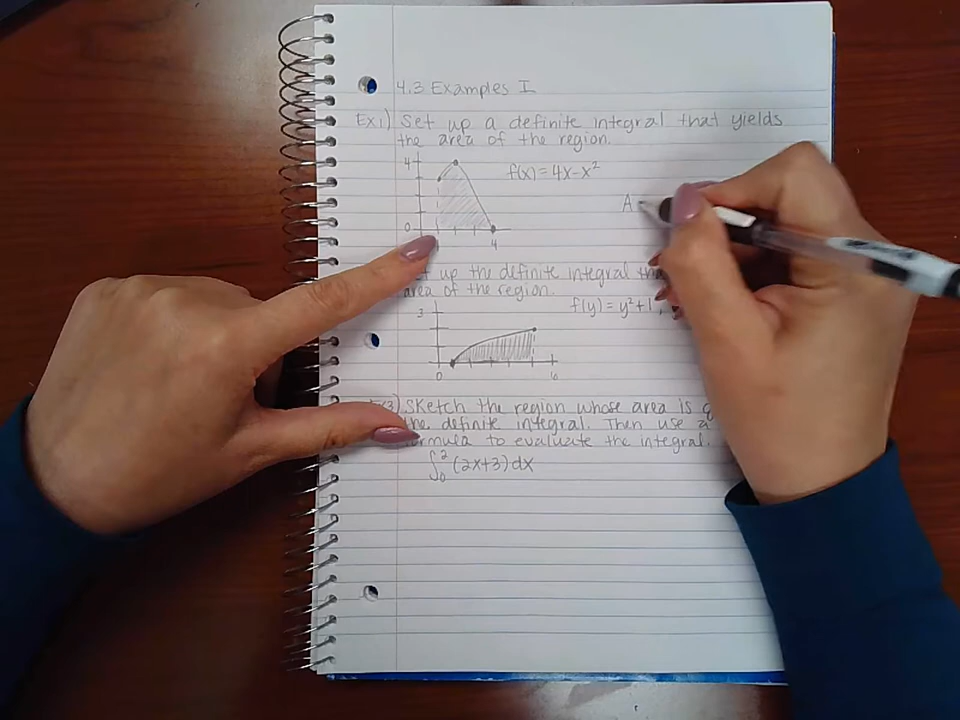 4.3 Examples I
Ex1) Set up a definite integral that yields
the area of the region.
4
f(x) = 4x-x²
A
0
4
up the definite integral
area of the region.
f(y) = y²+1,
3
0
6
Sketch the region whose area is
the definite integral. Then use a
formula to evaluate the integral.
∫₀² (2x+3)dx